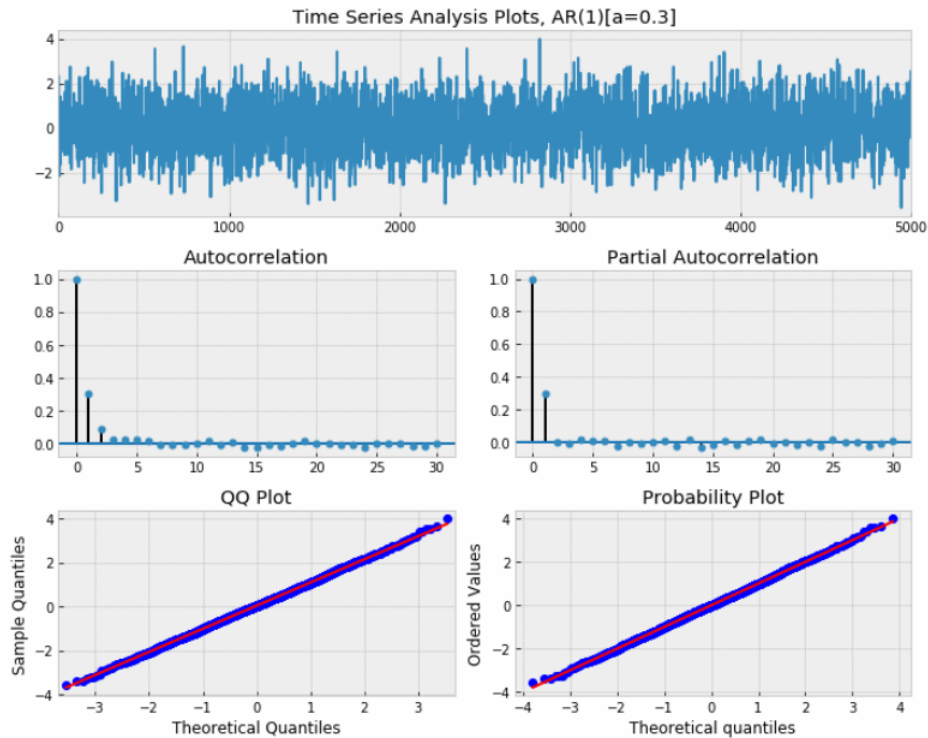 Time Series Analysis Plots, AR(1)[a=0.3]
4
2
0
−2
0 1000 2000 3000 4000 5000
Autocorrelation
1.0
0.8
0.6
0.4
0.2
0.0
0 5 10 15 20 25 30
Partial Autocorrelation
1.0
0.8
0.6
0.4
0.2
0.0
0 5 10 15 20 25 30
QQ Plot
Sample Quantiles
4
2
0
−2
−4
−3 −2 −1 0 1 2 3
Theoretical Quantiles
Probability Plot
Ordered Values
4
2
0
−2
−4
−4 −3 −2 −1 0 1 2 3 4
Theoretical quantiles